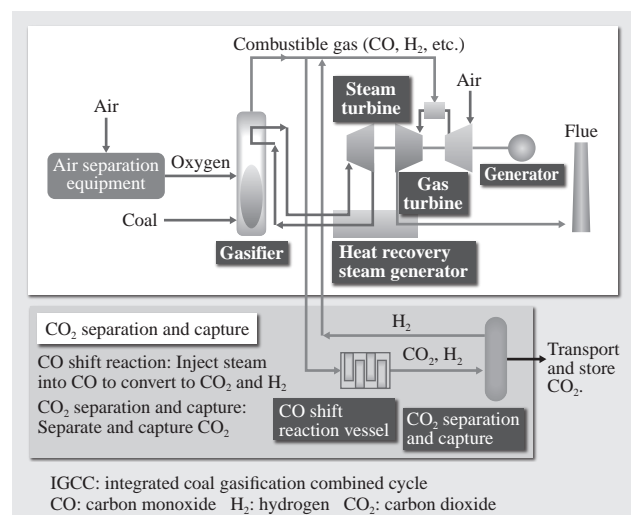 Combustible gas (CO, H₂, etc.)
Steam
turbine
Air
Air
Flue
Air separation
equipment
Oxygen
Generator
Gas
turbine
Coal
Gasifier
Heat recovery
steam generator
CO₂ separation and capture
H₂
CO shift reaction: Inject steam
into CO to convert to CO₂ and H₂
CO₂, H₂
Transport
and store
CO₂.
CO₂ separation and capture:
Separate and capture CO₂
CO shift
reaction vessel
CO₂ separation
and capture
IGCC: integrated coal gasification combined cycle
CO: carbon monoxide H₂: hydrogen CO₂: carbon dioxide